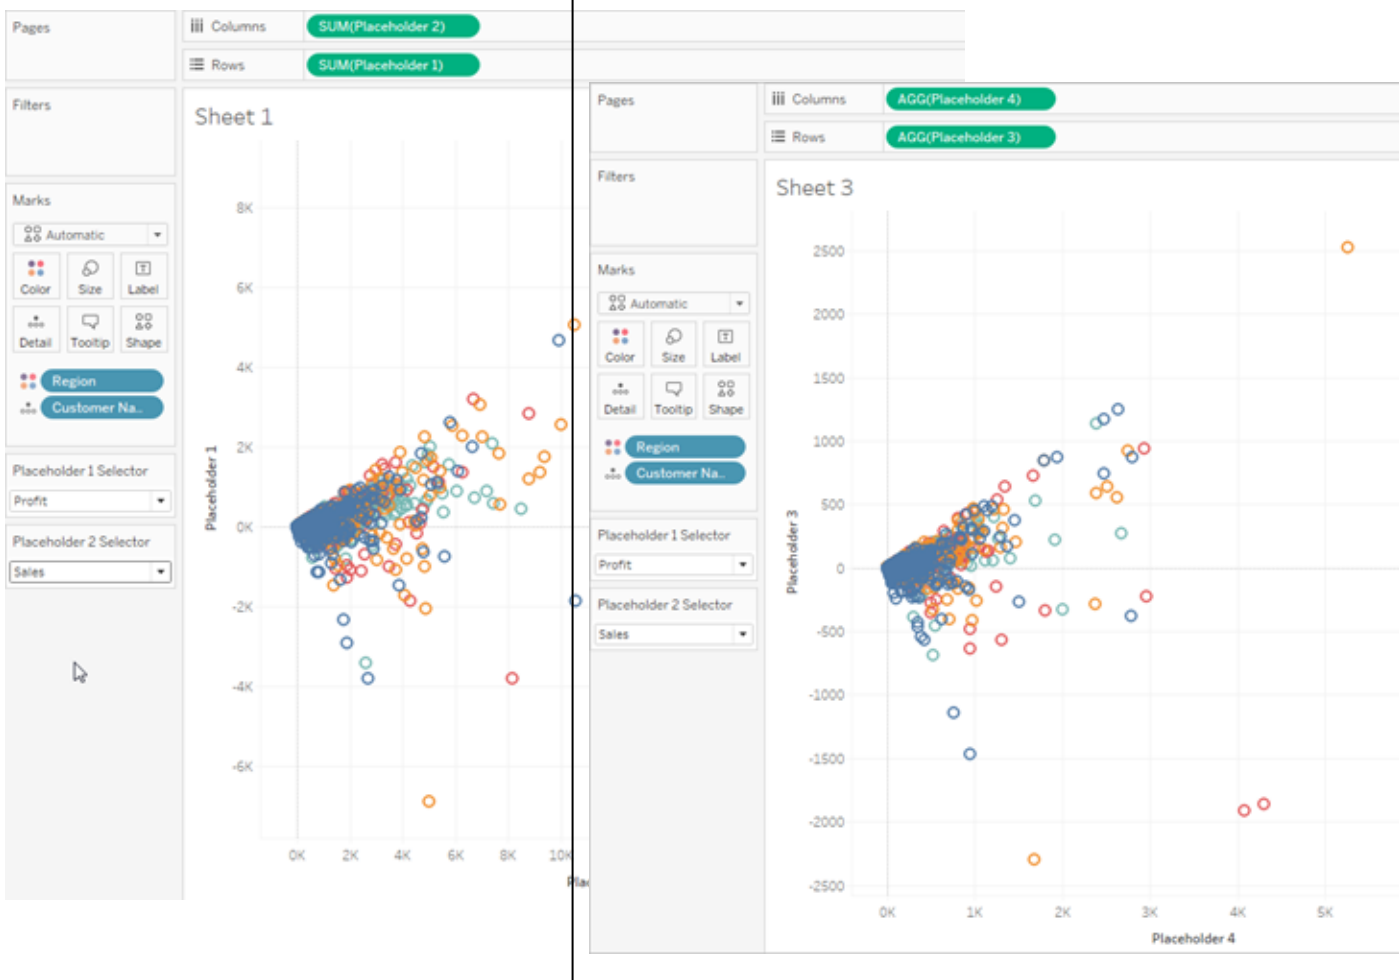 Pages
Columns
SUM(Placeholder 2)
Rows
SUM(Placeholder 1)
Filters
Sheet 1
Marks
Automatic
Color
Size
Label
Detail
Tooltip
Shape
Region
Customer Na..
Placeholder 1 Selector
Profit
Placeholder 2 Selector
Sales
Placeholder 1
8K
6K
4K
2K
0K
-2K
-4K
-6K
0K
2K
4K
6K
8K
10K
Plac
Pages
Columns
AGG(Placeholder 4)
Rows
AGG(Placeholder 3)
Filters
Sheet 3
Marks
Automatic
Color
Size
Label
Detail
Tooltip
Shape
Region
Customer Na..
Placeholder 1 Selector
Profit
Placeholder 2 Selector
Sales
Placeholder 3
2500
2000
1500
1000
500
0
-500
-1000
-1500
-2000
-2500
0K
1K
2K
3K
4K
5K
Placeholder 4